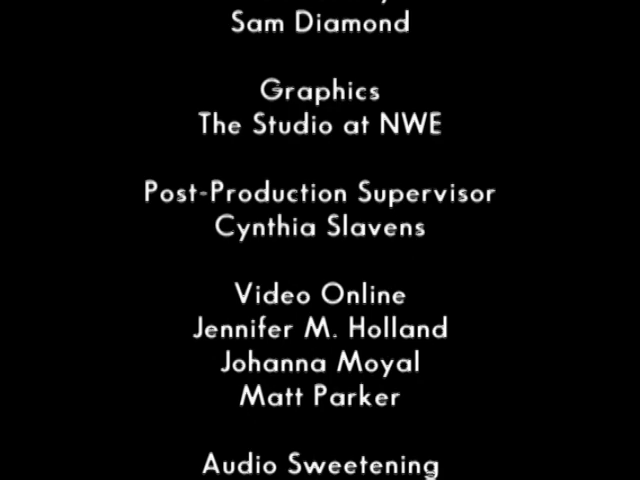 Sam Diamond
Graphics
The Studio at NWE
Post-Production Supervisor
Cynthia Slavens
Video Online
Jennifer M. Holland
Johanna Moyal
Matt Parker
Audio Sweetening